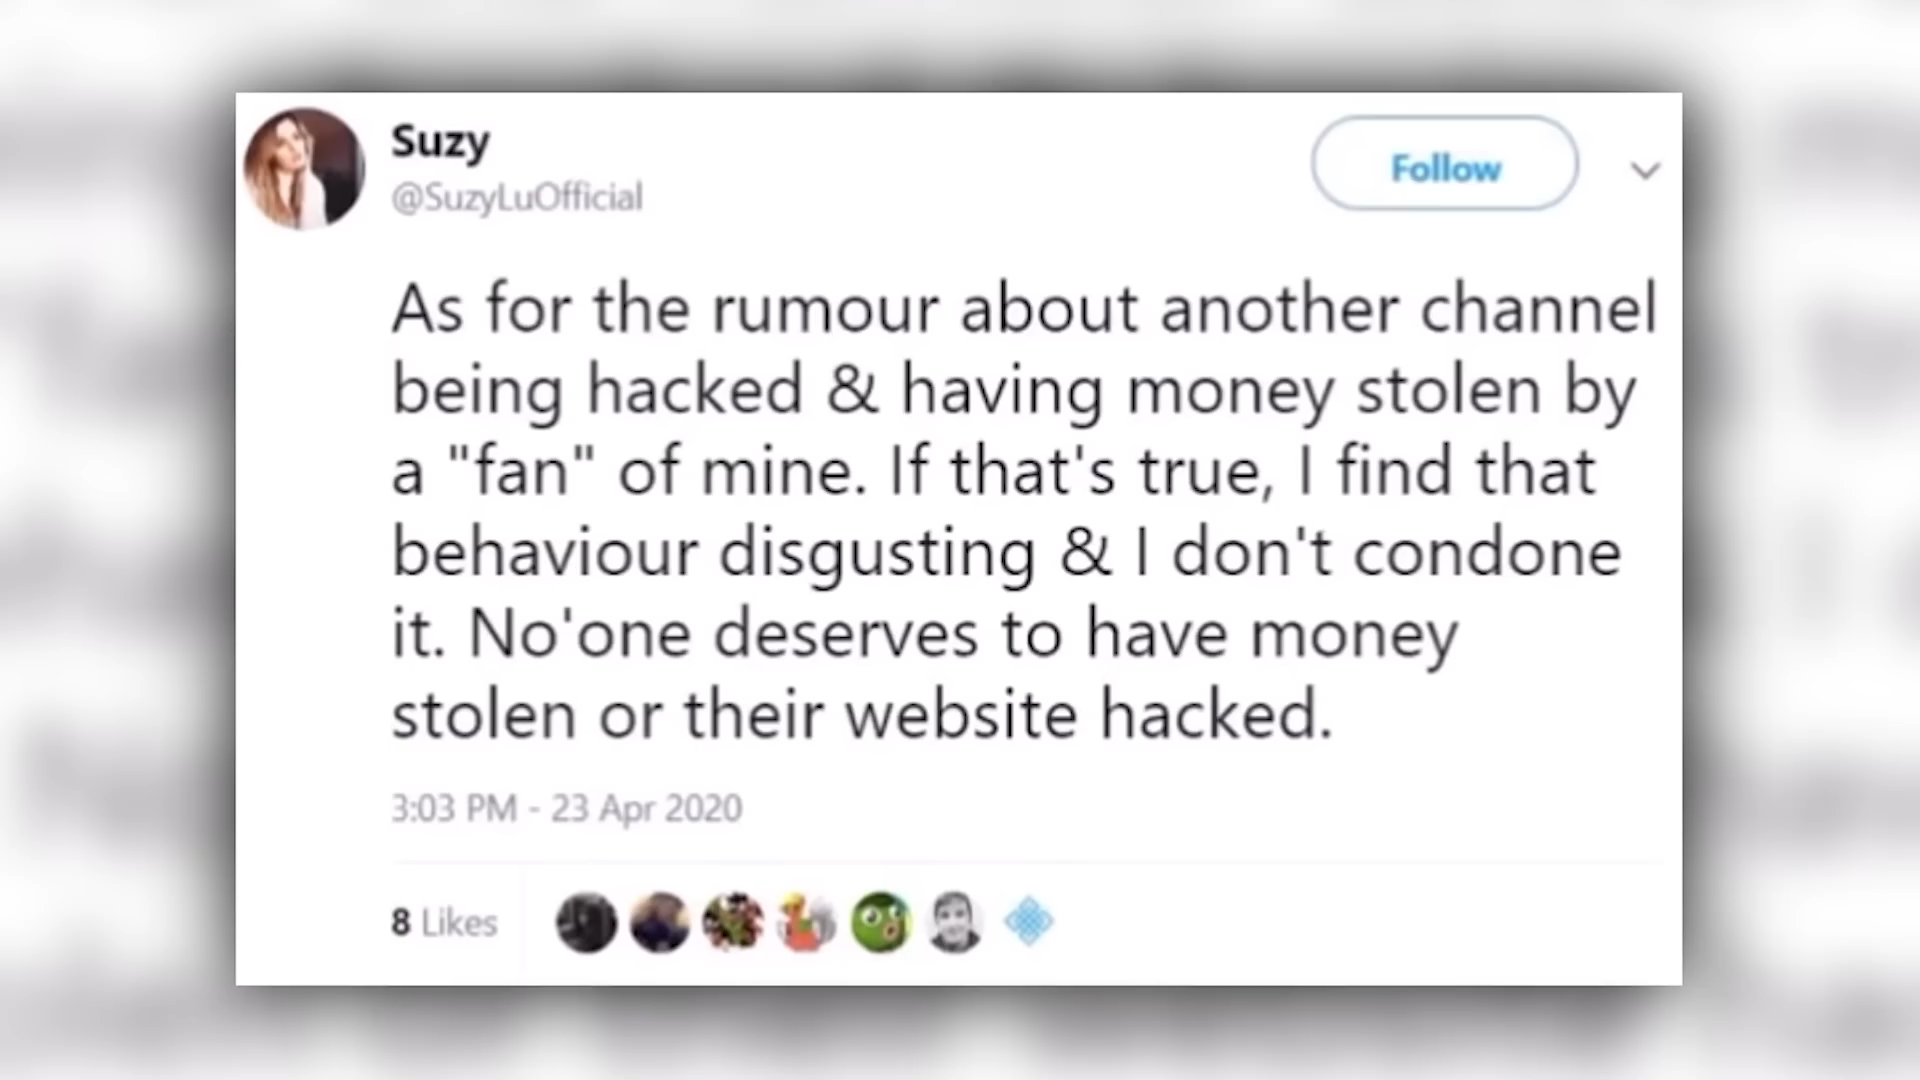 Suzy
@SuzyLuOfficial
Follow
As for the rumour about another channel
being hacked & having money stolen by
a "fan" of mine. If that's true, I find that
behaviour disgusting & I don't condone
it. No'one deserves to have money
stolen or their website hacked.
3:03 PM - 23 Apr 2020
8 Likes